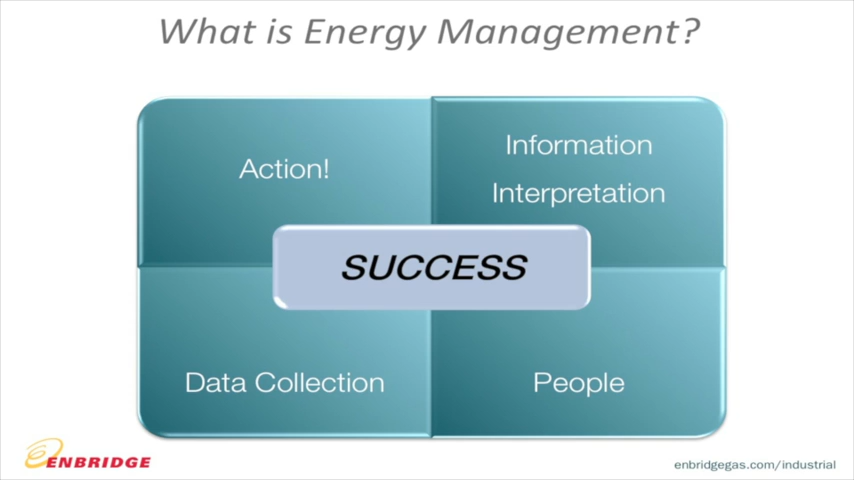 What is Energy Management?
Action!
Information
Interpretation
SUCCESS
Data Collection
People
ENBRIDGE
enbridgegas.com/industrial